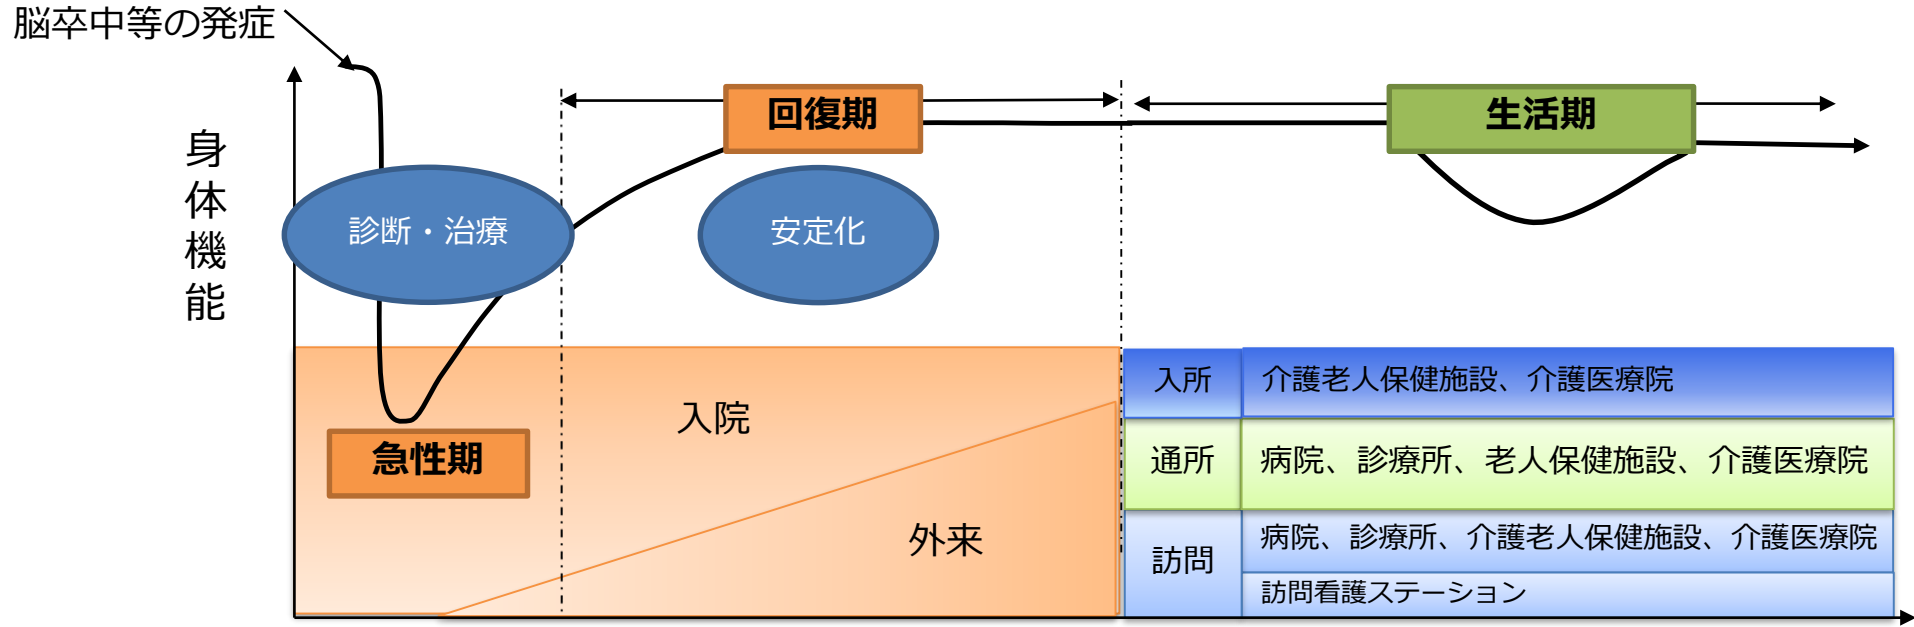 脳卒中等の発症
身体機能
回復期
生活期
診断・治療
安定化
急性期
入院
外来
入所
介護老人保健施設、介護医療院
通所
病院、診療所、老人保健施設、介護医療院
訪問
病院、診療所、介護老人保健施設、介護医療院
訪問看護ステーション